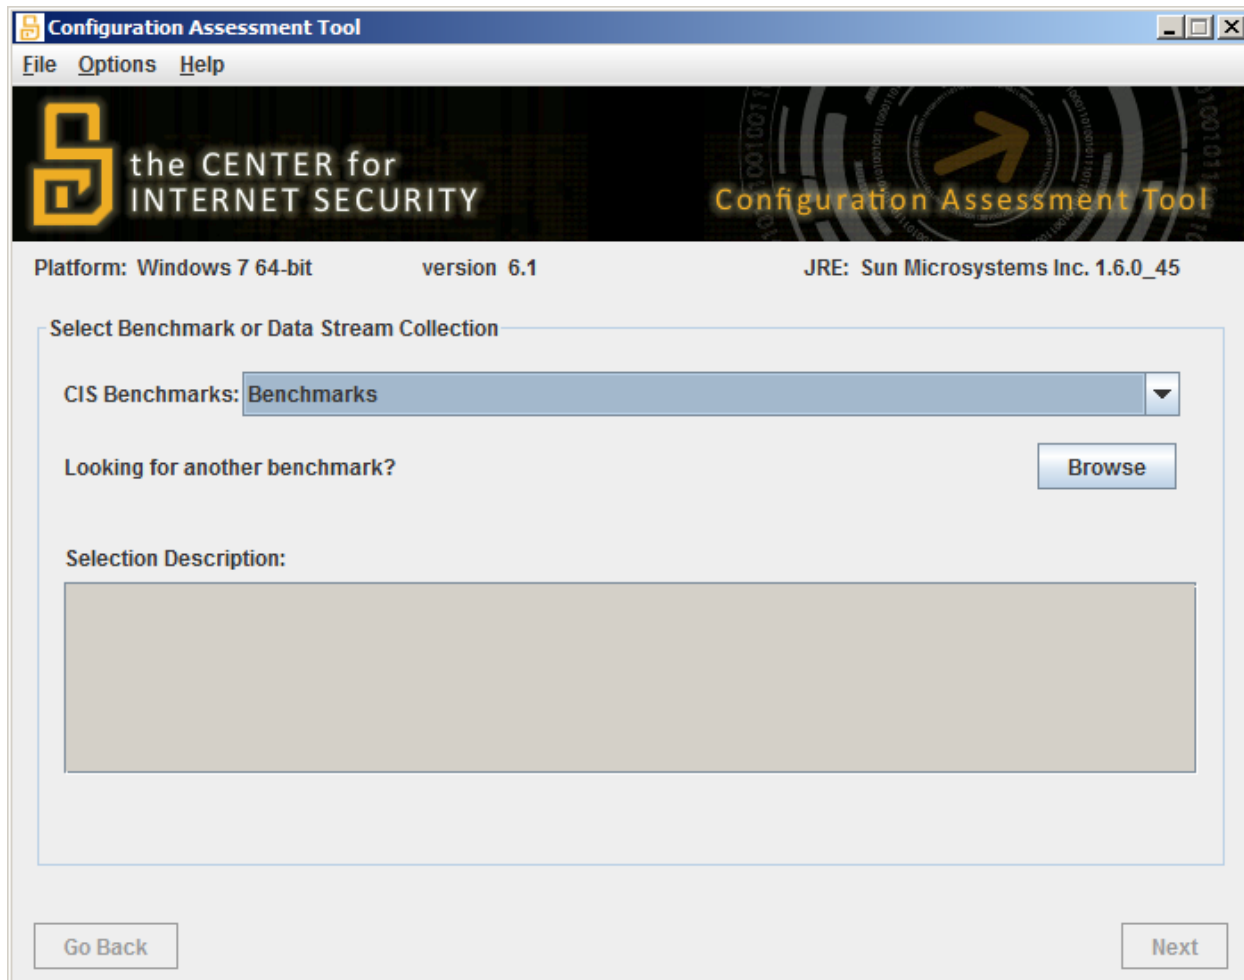 Configuration Assessment Tool
File Options Help
the CENTER for
INTERNET SECURITY
Configuration Assessment Tool
Platform: Windows 7 64-bit version 6.1 JRE: Sun Microsystems Inc. 1.6.0_45
Select Benchmark or Data Stream Collection
CIS Benchmarks: Benchmarks
Looking for another benchmark? Browse
Selection Description:
Go Back Next